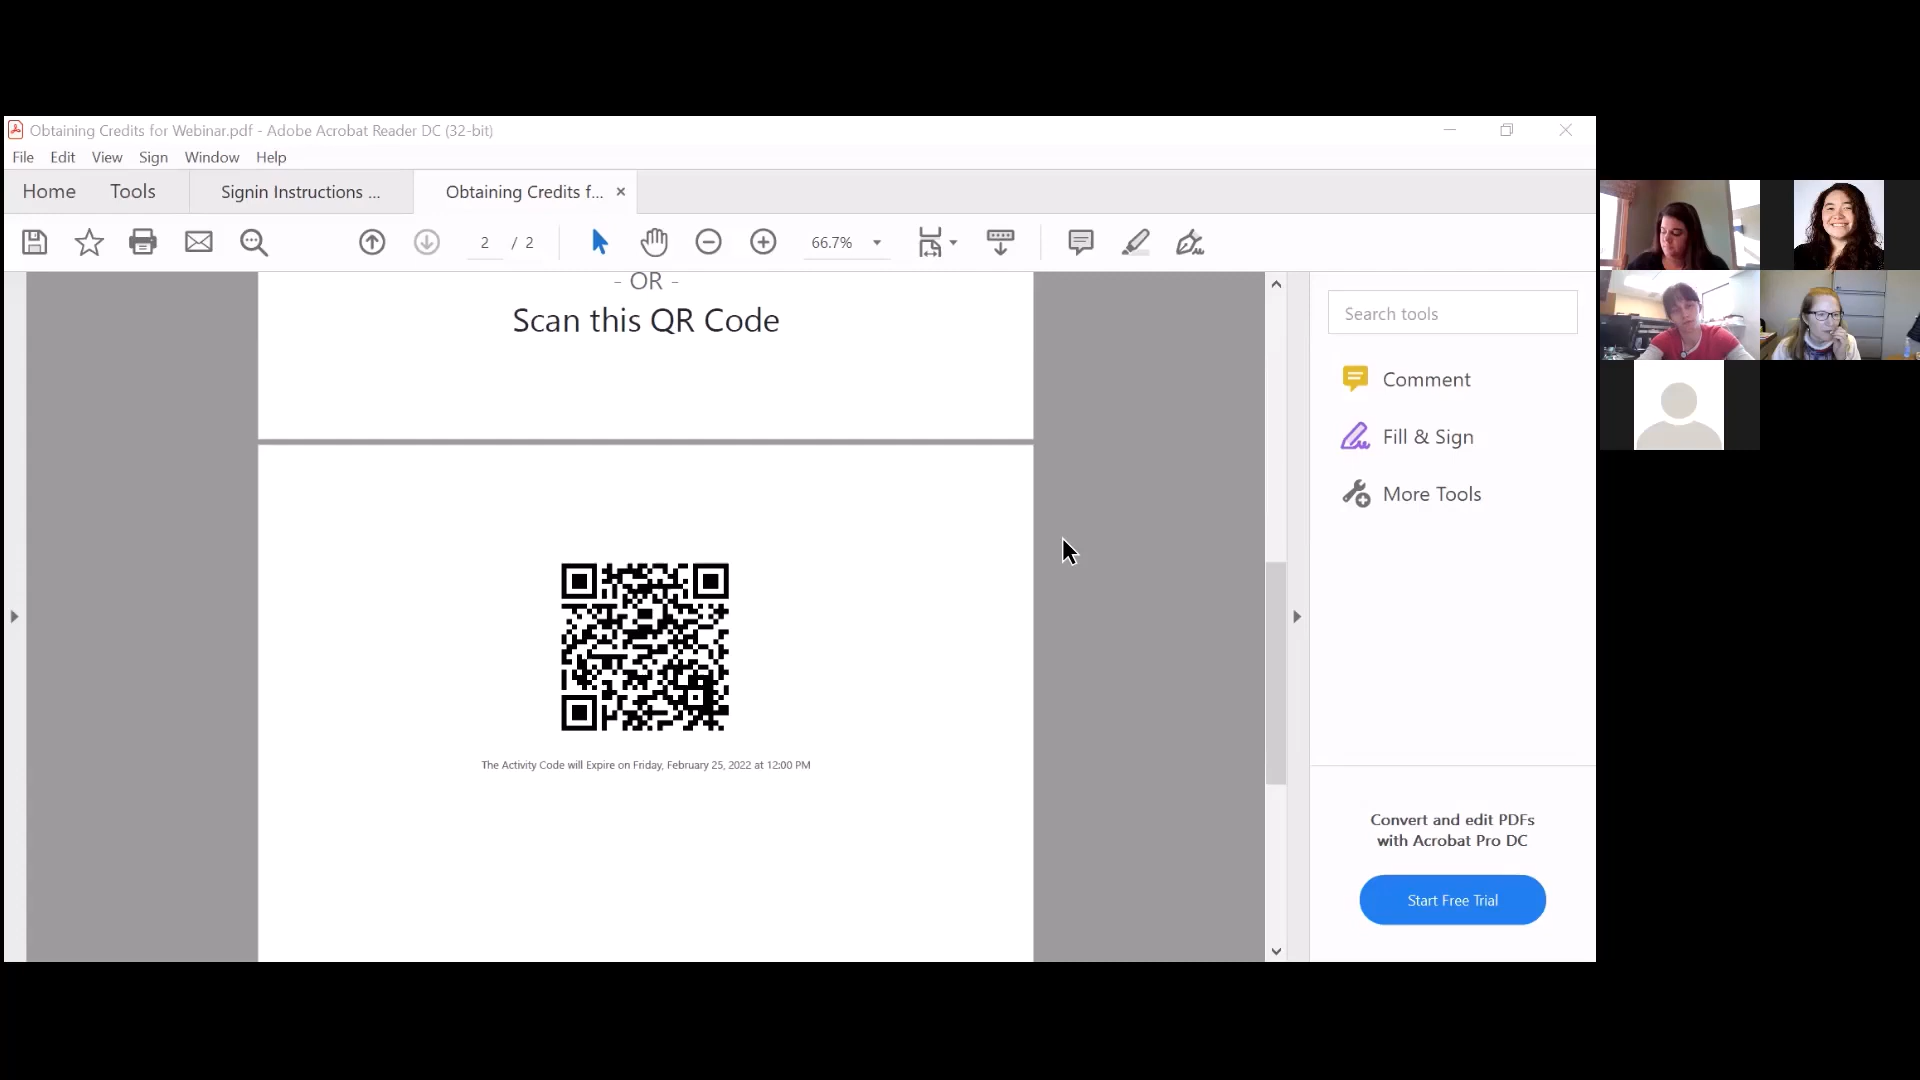 Obtaining Credits for Webinar.pdf - Adobe Acrobat Reader DC (32-bit)
File Edit View Sign Window Help
Home Tools Signin Instructions ... Obtaining Credits f... ×
2 / 2 66.7%
- OR -
Scan this QR Code
The Activity Code will Expire on Friday, February 25, 2022 at 12:00 PM
Search tools
Comment
Fill & Sign
More Tools
Convert and edit PDFs
with Acrobat Pro DC
Start Free Trial